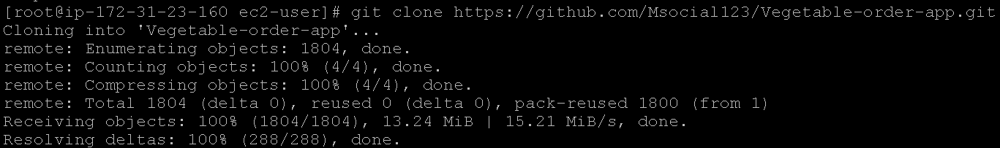 [root@ip-172-31-23-160 ec2-user]# git clone https://github.com/Msocial123/Vegetable-order-app.git
Cloning into 'Vegetable-order-app'...
remote: Enumerating objects: 1804, done.
remote: Counting objects: 100% (4/4), done.
remote: Compressing objects: 100% (4/4), done.
remote: Total 1804 (delta 0), reused 0 (delta 0), pack-reused 1800 (from 1)
Receiving objects: 100% (1804/1804), 13.24 MiB | 15.21 MiB/s, done.
Resolving deltas: 100% (288/288), done.